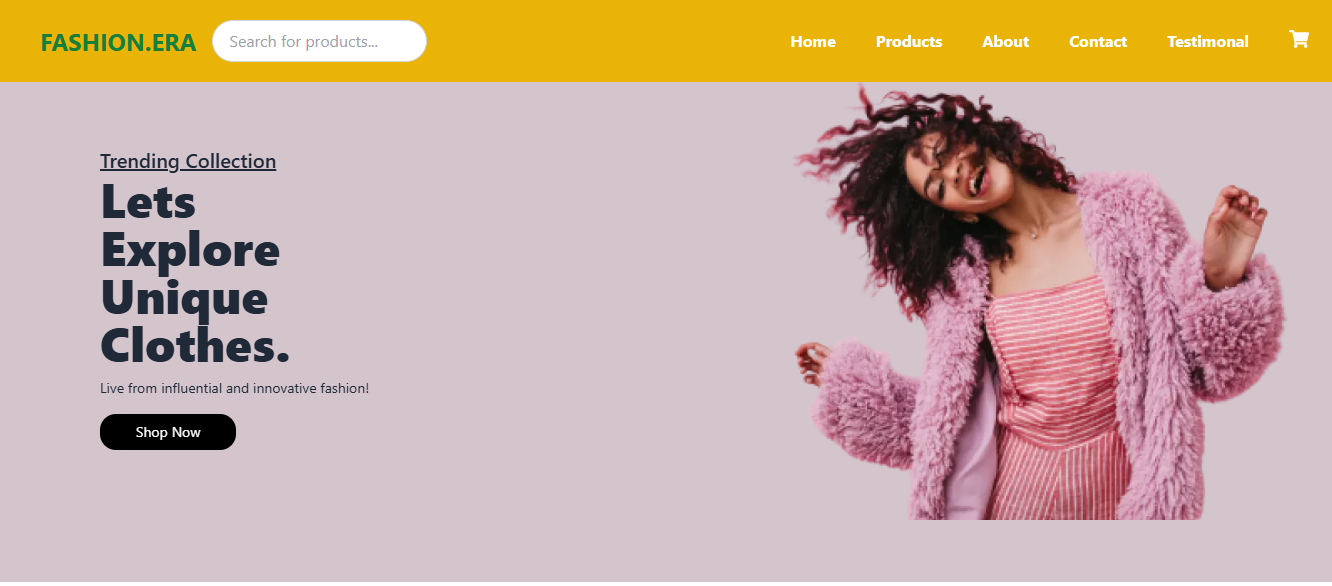 FASHION.ERA
Search for products...
Home
Products
About
Contact
Testimonal
Trending Collection
Lets
Explore
Unique
Clothes.
Live from influential and innovative fashion!
Shop Now